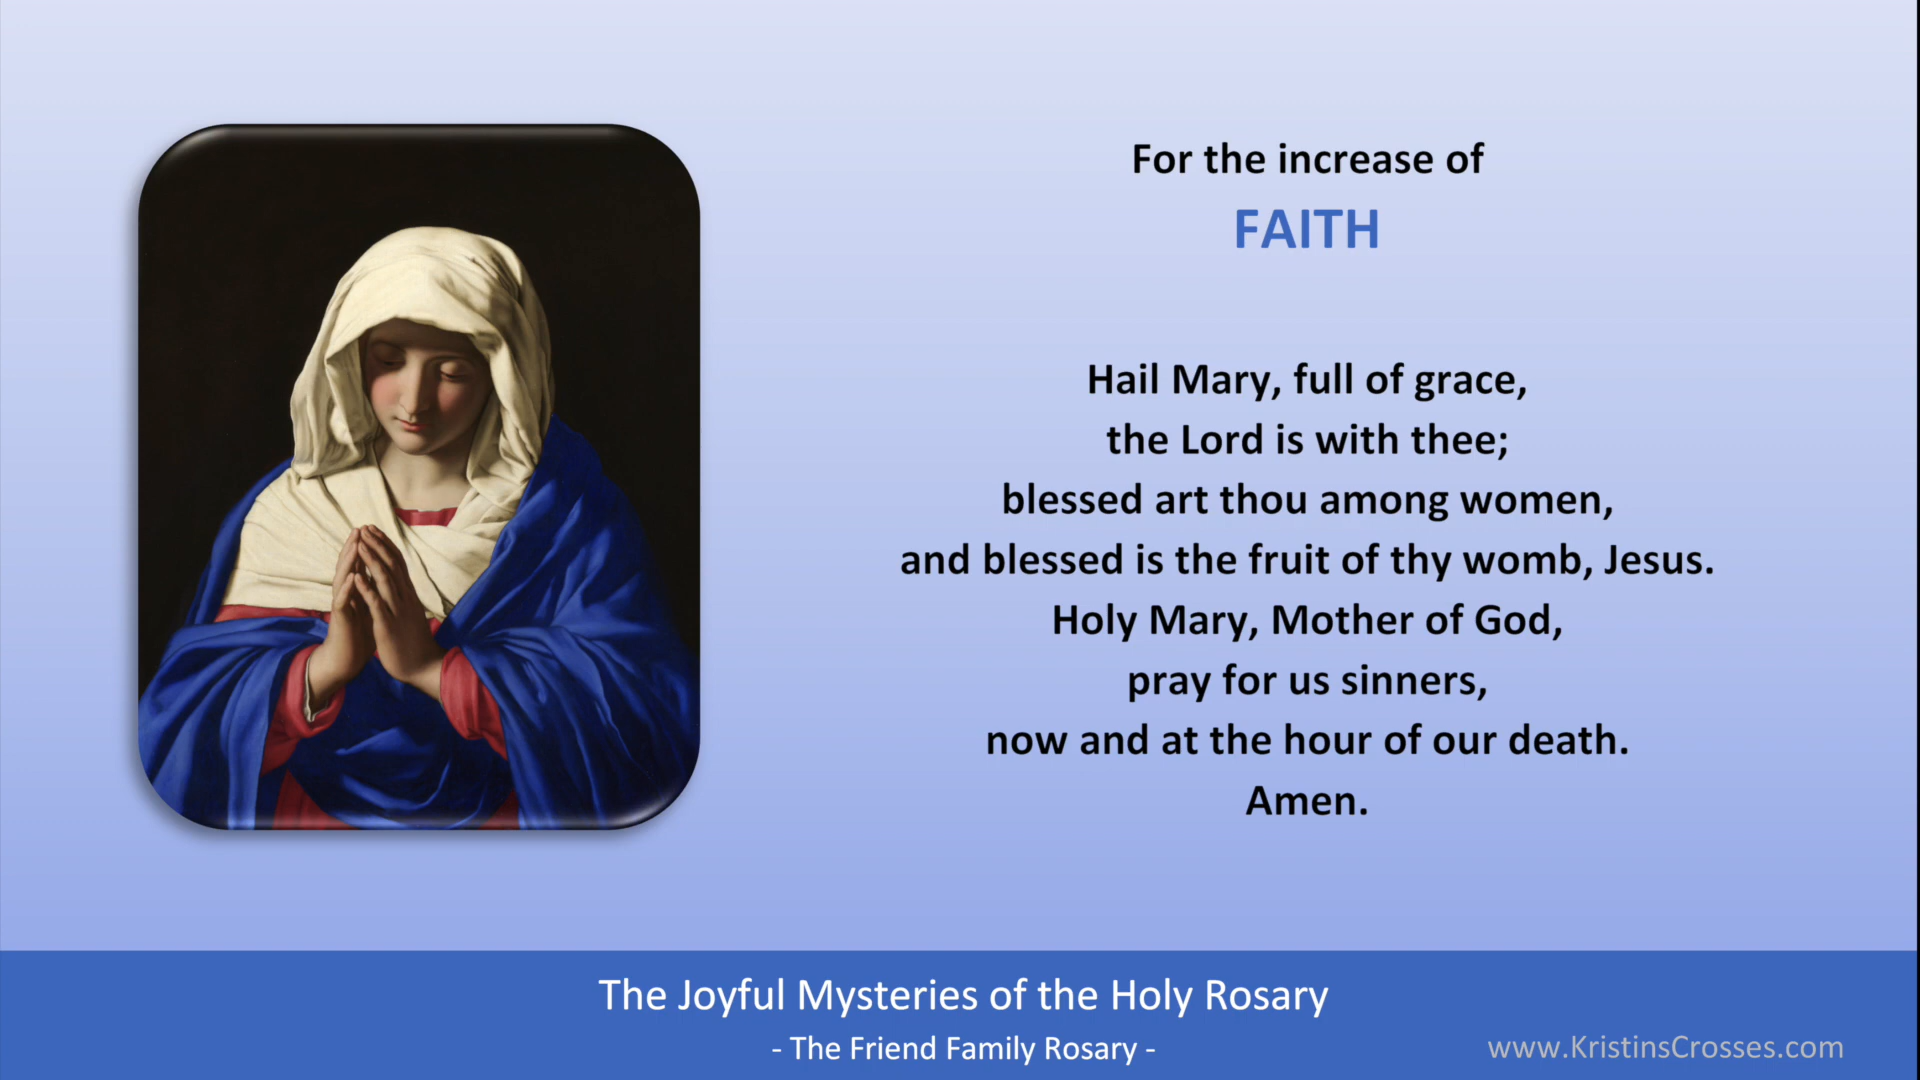 For the increase of
FAITH
Hail Mary, full of grace,
the Lord is with thee;
blessed art thou among women,
and blessed is the fruit of thy womb, Jesus.
Holy Mary, Mother of God,
pray for us sinners,
now and at the hour of our death.
Amen.
The Joyful Mysteries of the Holy Rosary
- The Friend Family Rosary -
www.KristinsCrosses.com